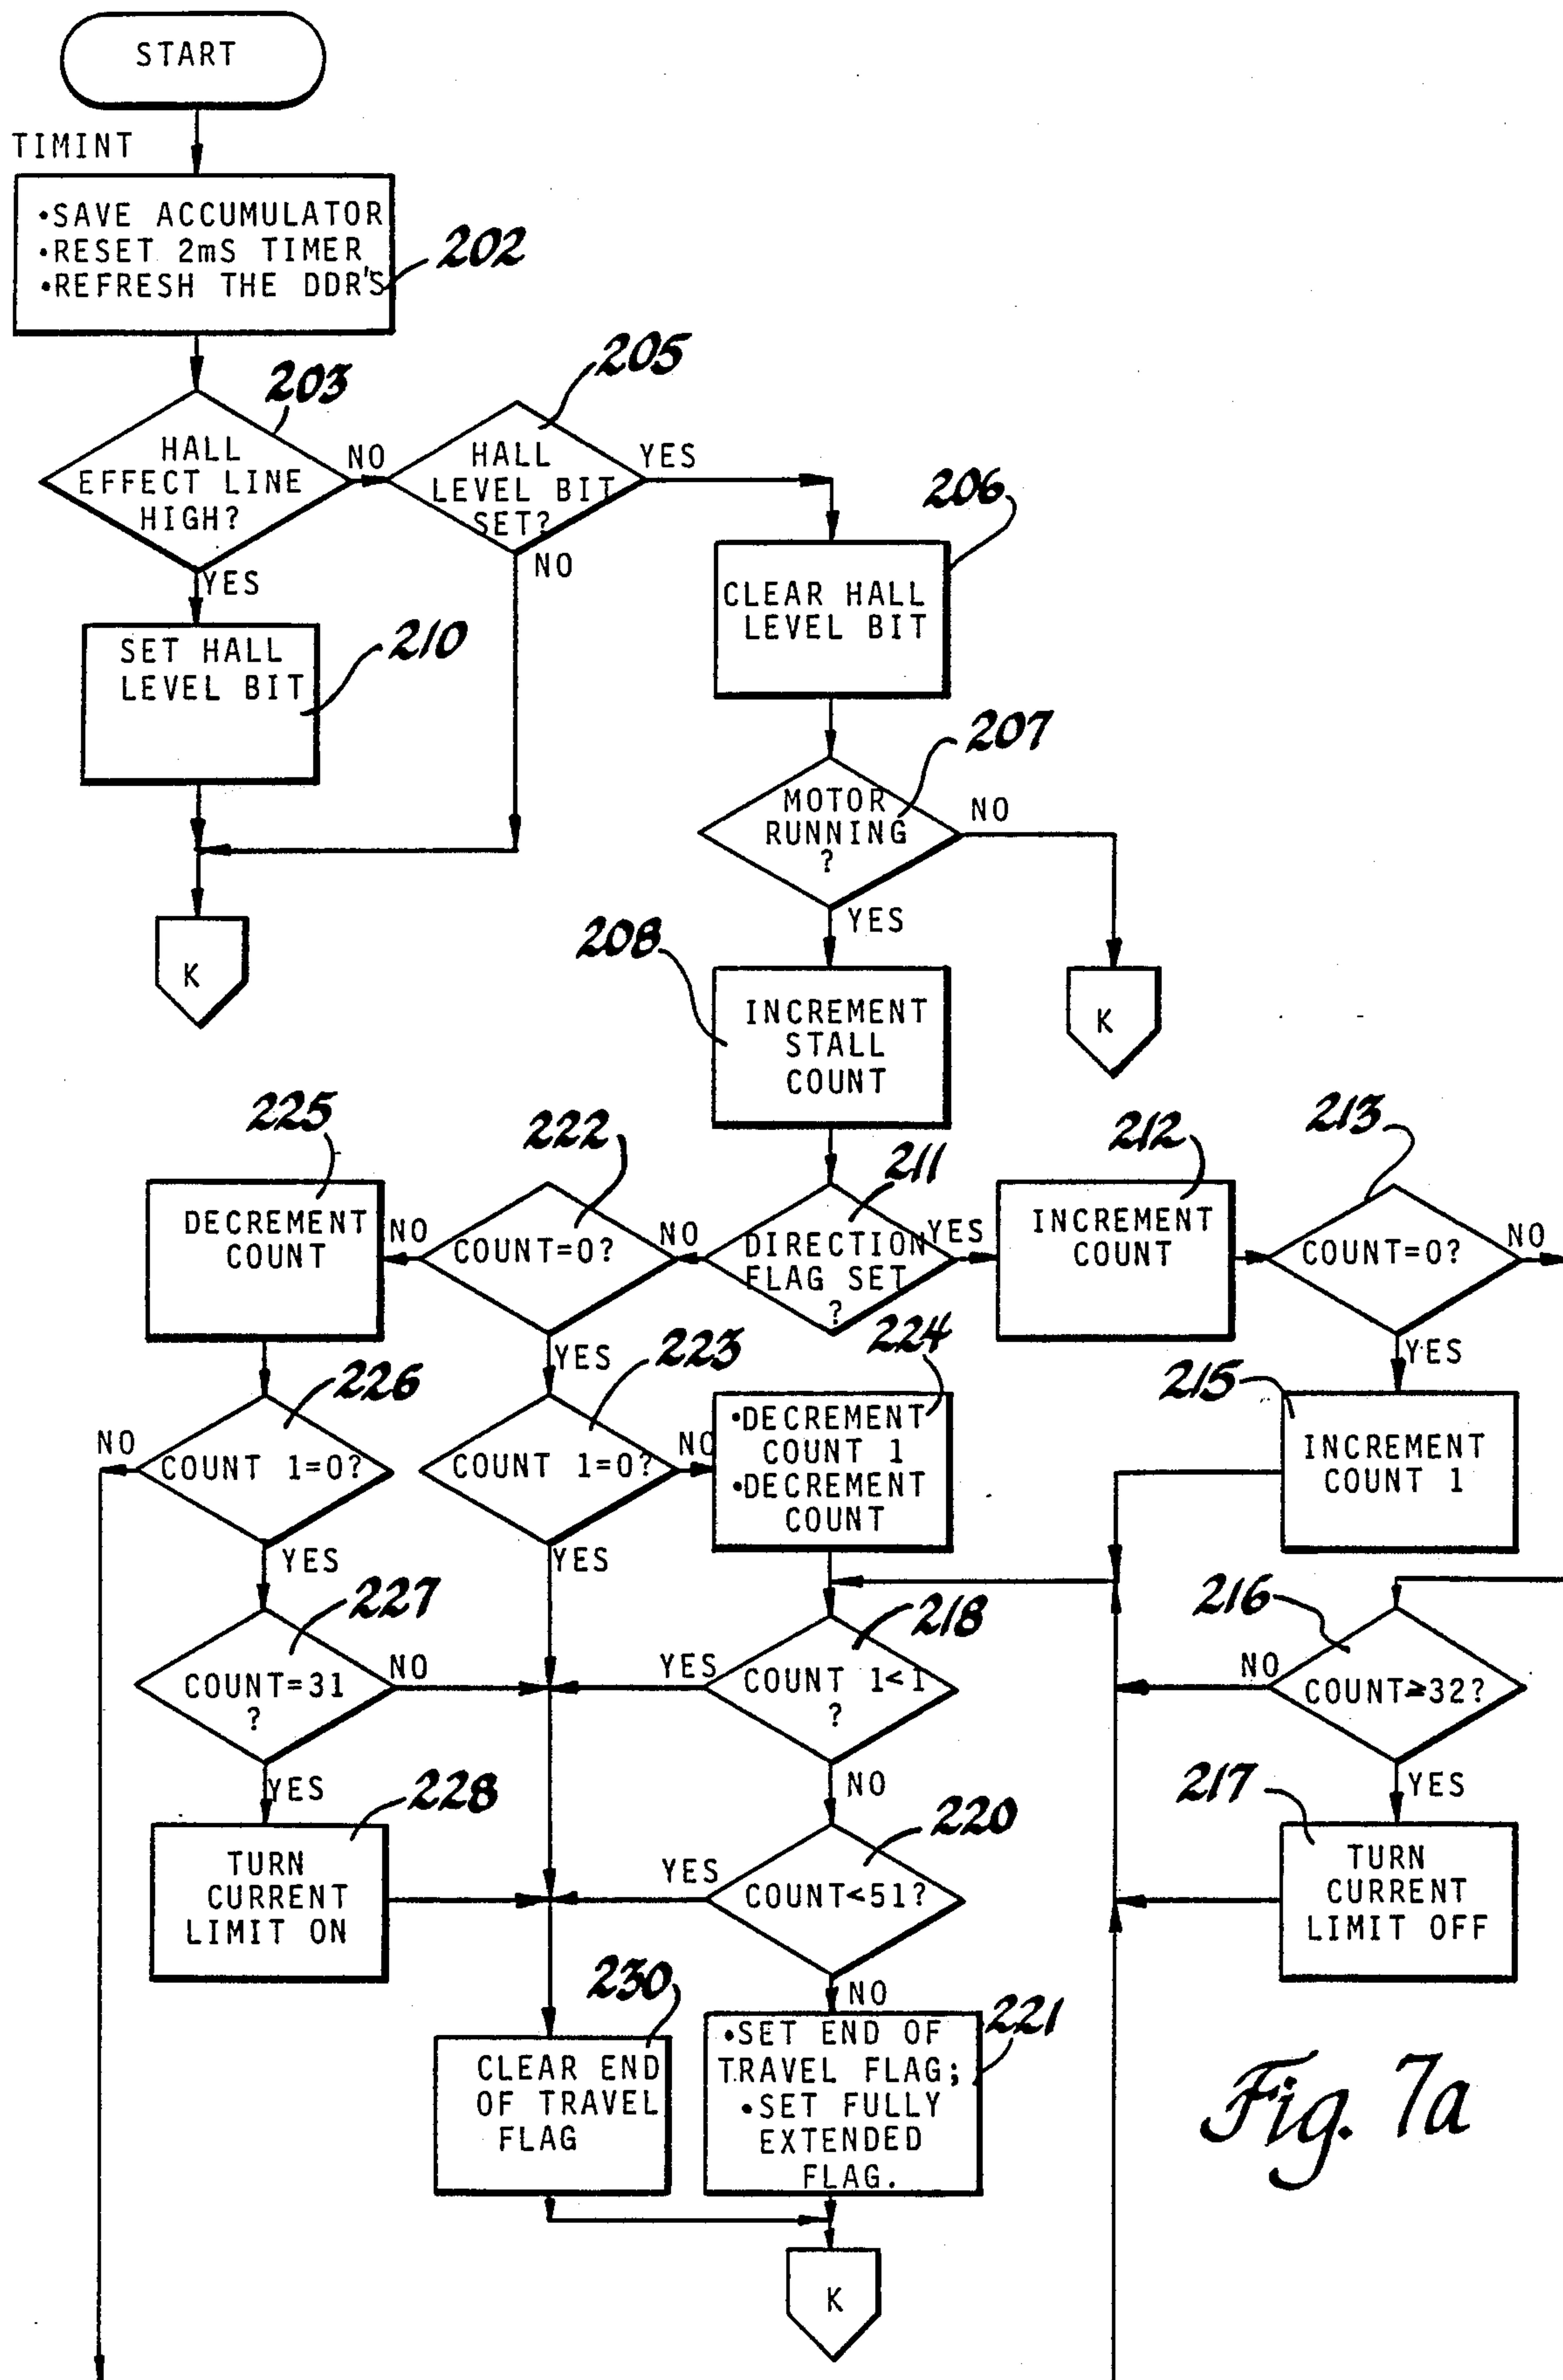 START
TIMINT
•SAVE ACCUMULATOR
•RESET 2mS TIMER
•REFRESH THE DDR'S
202
203
HALL
EFFECT LINE
HIGH?
NO
YES
205
HALL
LEVEL BIT
SET?
YES
NO
206
CLEAR HALL
LEVEL BIT
SET HALL
LEVEL BIT
210
207
MOTOR
RUNNING
?
NO
YES
K
208
INCREMENT
STALL
COUNT
K
225
DECREMENT
COUNT
NO
222
COUNT=0?
YES
NO
211
DIRECTION
FLAG SET
?
YES
212
INCREMENT
COUNT
213
COUNT=0?
NO
YES
226
NO
COUNT 1=0?
YES
223
COUNT 1=0?
NO
YES
224
•DECREMENT
COUNT 1
•DECREMENT
COUNT
215
INCREMENT
COUNT 1
227
COUNT=31
?
NO
YES
218
YES
COUNT 1<1
?
NO
216
NO
COUNT≥32?
YES
228
TURN
CURRENT
LIMIT ON
220
YES
COUNT<51?
NO
217
TURN
CURRENT
LIMIT OFF
230
CLEAR END
OF TRAVEL
FLAG
221
•SET END OF
TRAVEL FLAG;
•SET FULLY
EXTENDED
FLAG.
K
Fig. 7a